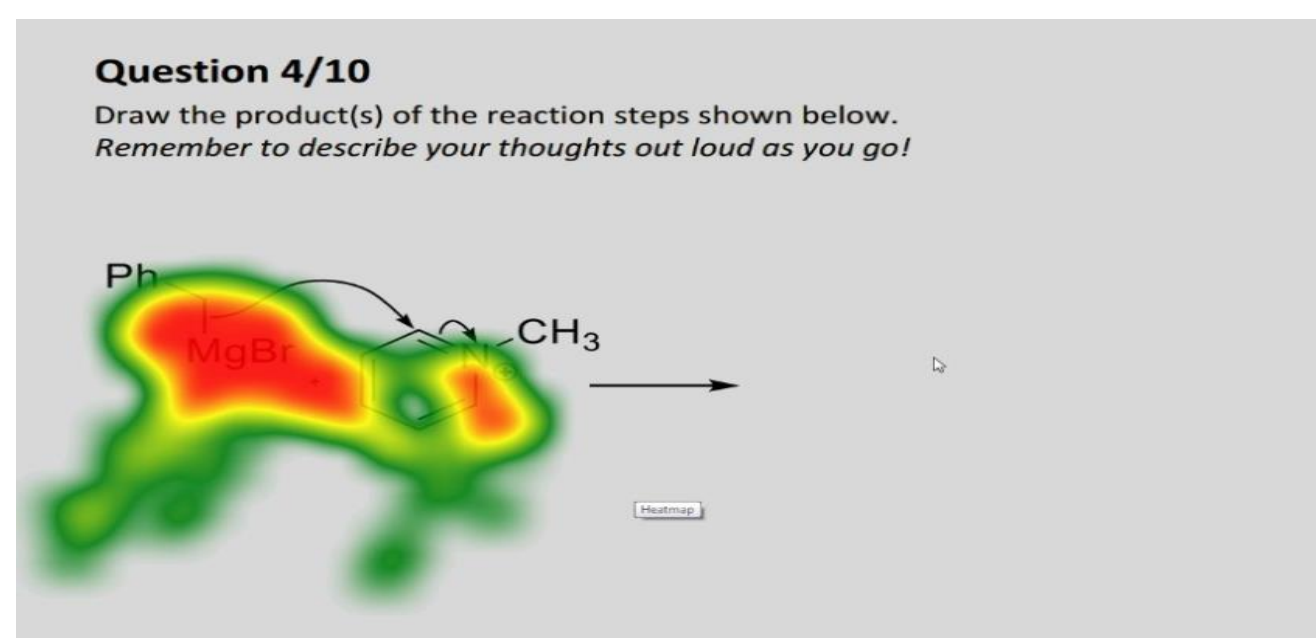 Question 4/10
Draw the product(s) of the reaction steps shown below.
Remember to describe your thoughts out loud as you go!
Ph
MgBr
+
N
⊕
CH₃
Heatmap